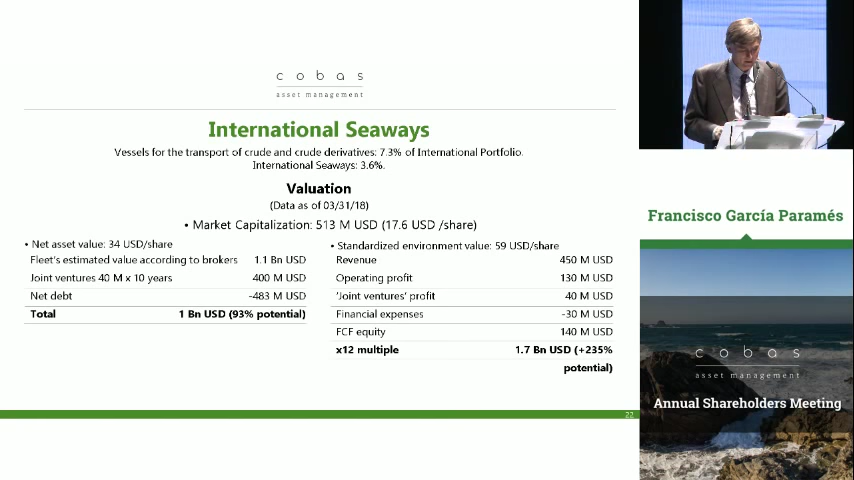 cobas
asset management
International Seaways
Vessels for the transport of crude and crude derivatives: 7.3% of International Portfolio.
International Seaways: 3.6%.
Valuation
(Data as of 03/31/18)
• Market Capitalization: 513 M USD (17.6 USD /share)
• Net asset value: 34 USD/share
Fleet's estimated value according to brokers 1.1 Bn USD
Joint ventures 40 M x 10 years 400 M USD
Net debt -483 M USD
Total 1 Bn USD (93% potential)
• Standardized environment value: 59 USD/share
Revenue 450 M USD
Operating profit 130 M USD
'Joint ventures' profit 40 M USD
Financial expenses -30 M USD
FCF equity 140 M USD
x12 multiple 1.7 Bn USD (+235%
potential)
22
Francisco García Paramés
cobas
asset management
Annual Shareholders Meeting